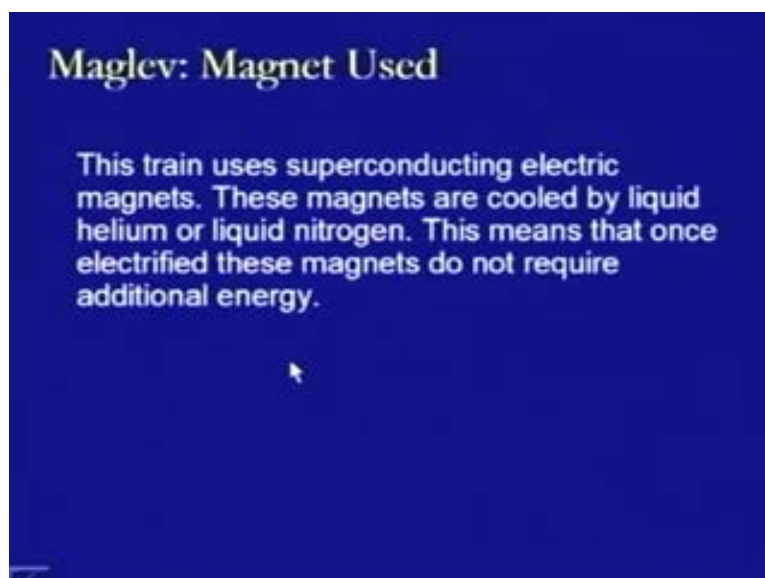 Maglev: Magnet Used
This train uses superconducting electric
magnets. These magnets are cooled by liquid
helium or liquid nitrogen. This means that once
electrified these magnets do not require
additional energy.